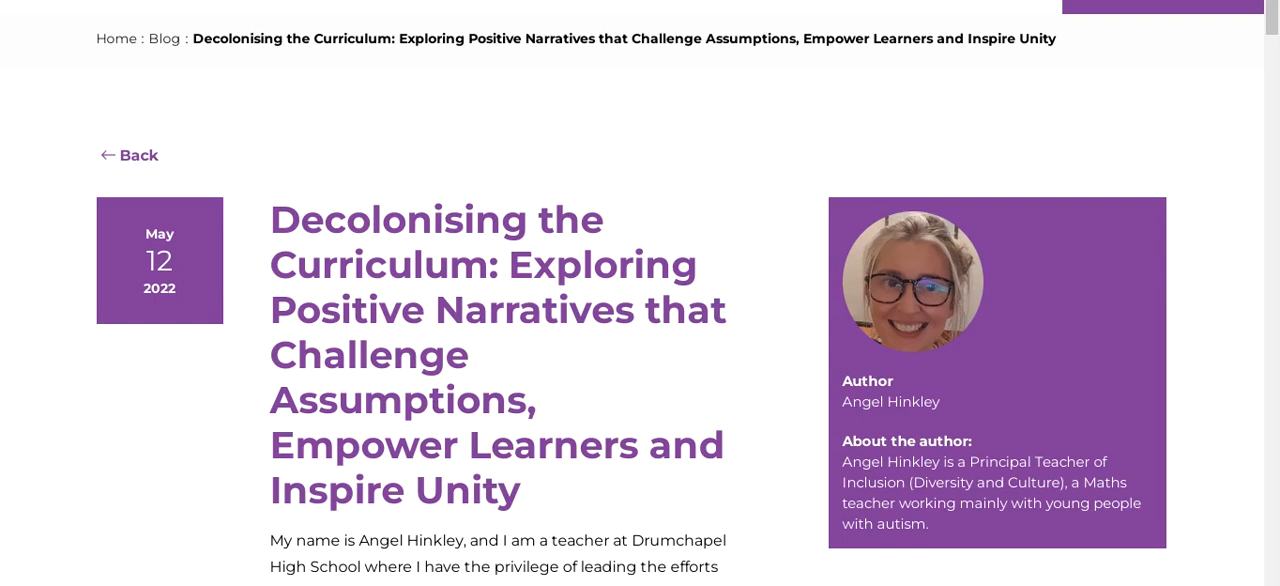 Home : Blog : Decolonising the Curriculum: Exploring Positive Narratives that Challenge Assumptions, Empower Learners and Inspire Unity
← Back
May
12
2022
Decolonising the
Curriculum: Exploring
Positive Narratives that
Challenge
Assumptions,
Empower Learners and
Inspire Unity
My name is Angel Hinkley, and I am a teacher at Drumchapel
High School where I have the privilege of leading the efforts
Author
Angel Hinkley
About the author:
Angel Hinkley is a Principal Teacher of
Inclusion (Diversity and Culture), a Maths
teacher working mainly with young people
with autism.